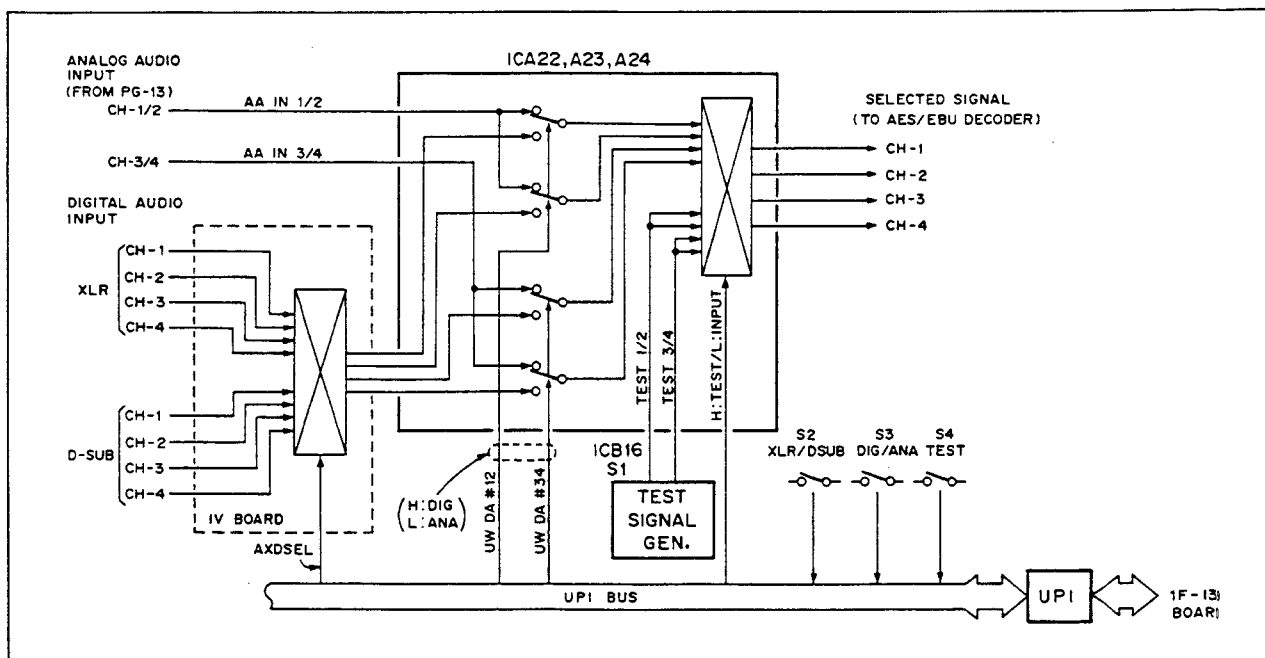 ICA22, A23, A24
ANALOG AUDIO
INPUT
(FROM PG-13)
CH-1/2
AA IN 1/2
CH-3/4
AA IN 3/4
SELECTED SIGNAL
(TO AES/EBU DECODER)
CH-1
CH-2
CH-3
CH-4
DIGITAL AUDIO
INPUT
XLR
CH-1
CH-2
CH-3
CH-4
D-SUB
CH-1
CH-2
CH-3
CH-4
IV BOARD
AXDSEL
(H:DIG
L:ANA)
UW DA #12
UW DA #34
TEST 1/2
TEST 3/4
H:TEST/L:INPUT
ICB16
S1
TEST
SIGNAL
GEN.
S2
XLR/DSUB
S3
DIG/ANA
S4
TEST
UPI BUS
UPI
IF-13
BOAR